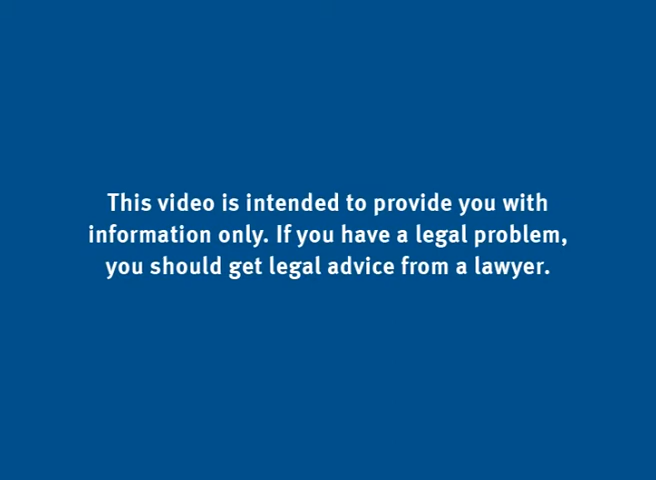 This video is intended to provide you with
information only. If you have a legal problem,
you should get legal advice from a lawyer.